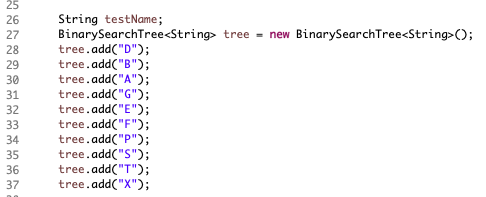 25
26 String testName;
27 BinarySearchTree<String> tree = new BinarySearchTree<String>();
28 tree.add("D");
29 tree.add("B");
30 tree.add("A");
31 tree.add("G");
32 tree.add("E");
33 tree.add("F");
34 tree.add("P");
35 tree.add("S");
36 tree.add("T");
37 tree.add("X");